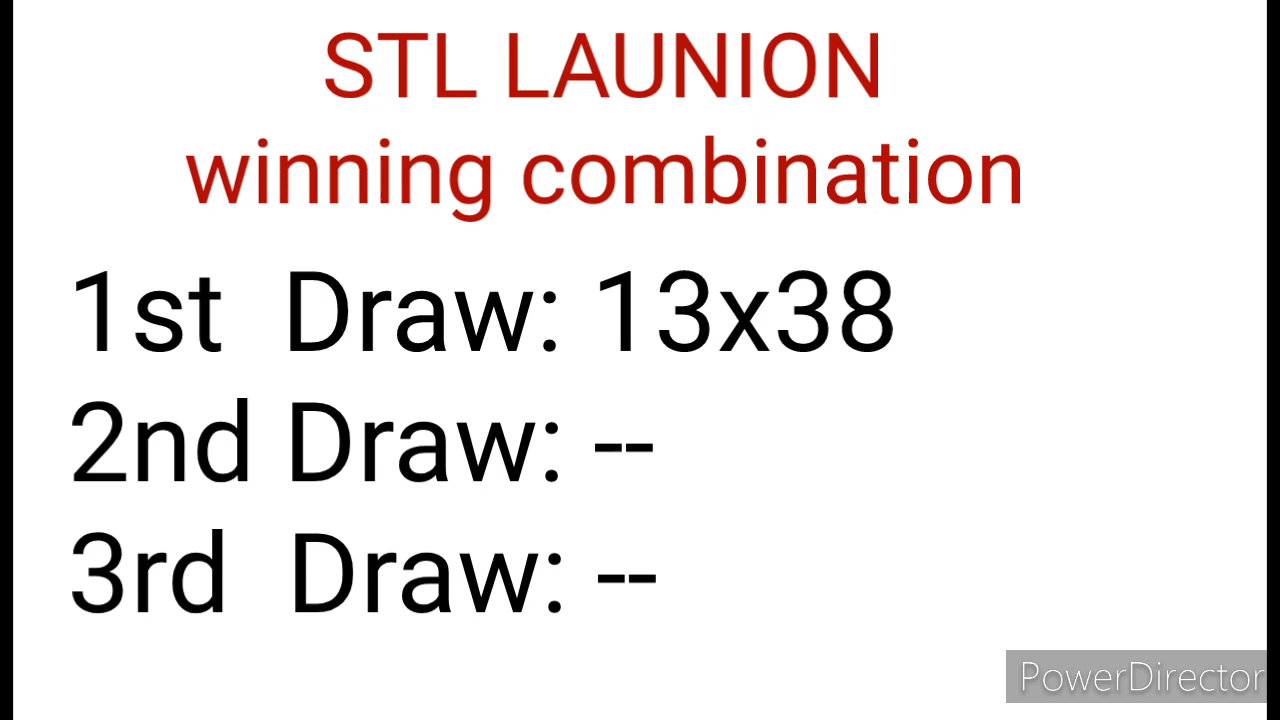 STL LAUNION
winning combination
1st Draw: 13x38
2nd Draw: --
3rd Draw: --
PowerDirector